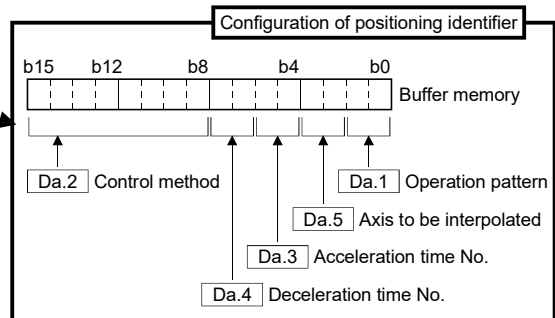 Configuration of positioning identifier
b15 b12 b8 b4 b0
Buffer memory
Da.2 Control method
Da.1 Operation pattern
Da.5 Axis to be interpolated
Da.3 Acceleration time No.
Da.4 Deceleration time No.